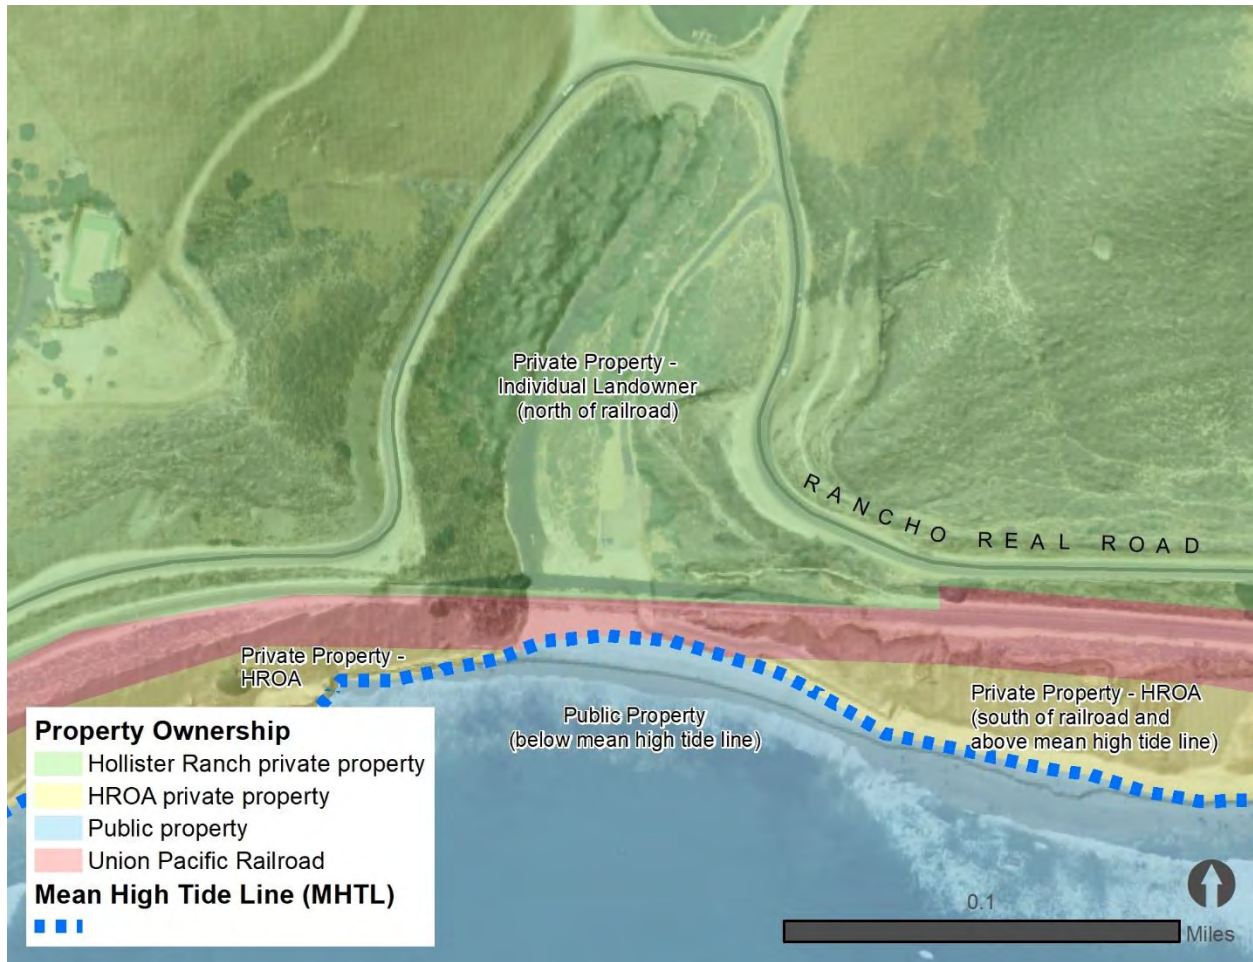 Private Property -
Individual Landowner
(north of railroad)
RANCHO REAL ROAD
Private Property -
HROA
Public Property
(below mean high tide line)
Private Property - HROA
(south of railroad and
above mean high tide line)
Property Ownership
Hollister Ranch private property
HROA private property
Public property
Union Pacific Railroad
Mean High Tide Line (MHTL)
0.1
Miles